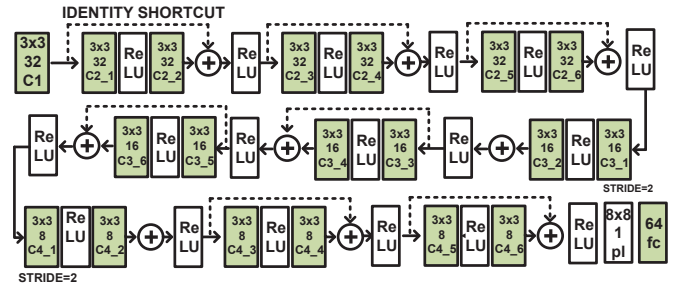 IDENTITY SHORTCUT
3x3 32 C1
3x3 32 C2_1
Re LU
3x3 32 C2_2
+
Re LU
3x3 32 C2_3
Re LU
3x3 32 C2_4
+
Re LU
3x3 32 C2_5
Re LU
3x3 32 C2_6
+
Re LU
3x3 16 C3_1
STRIDE=2
Re LU
3x3 16 C3_2
+
Re LU
3x3 16 C3_3
Re LU
3x3 16 C3_4
+
Re LU
3x3 16 C3_5
Re LU
3x3 16 C3_6
+
Re LU
3x3 8 C4_1
STRIDE=2
Re LU
3x3 8 C4_2
+
Re LU
3x3 8 C4_3
Re LU
3x3 8 C4_4
+
Re LU
3x3 8 C4_5
Re LU
3x3 8 C4_6
+
Re LU
8x8 1 pl
64 fc